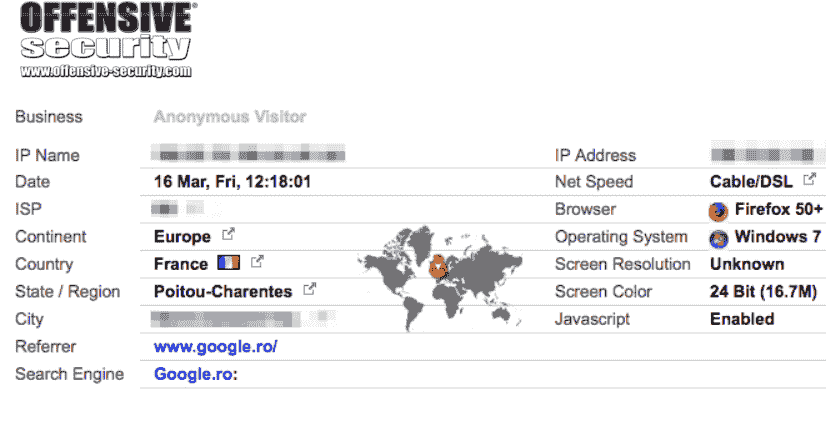 OFFENSIVE®
security
www.offensive-security.com
Business Anonymous Visitor
IP Name IP Address
Date 16 Mar, Fri, 12:18:01 Net Speed Cable/DSL
ISP Browser Firefox 50+
Continent Europe Operating System Windows 7
Country France Screen Resolution Unknown
State / Region Poitou-Charentes Screen Color 24 Bit (16.7M)
City Javascript Enabled
Referrer www.google.ro/
Search Engine Google.ro: